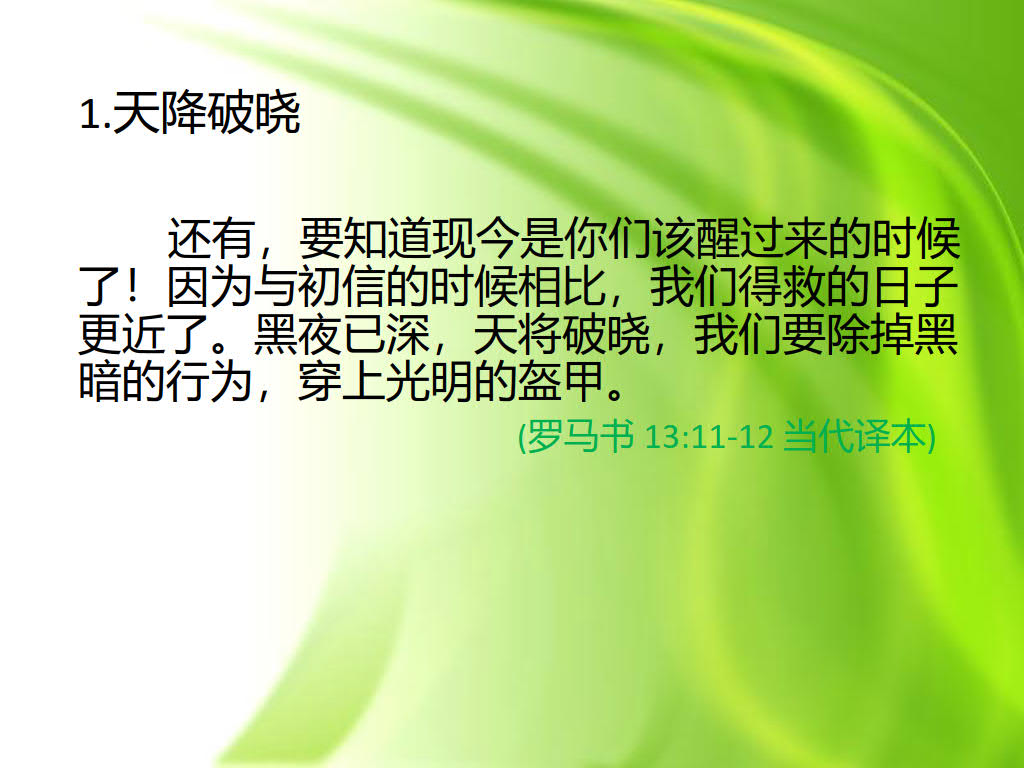 1.天降破晓
还有，要知道现今是你们该醒过来的时候
了！因为与初信的时候相比，我们得救的日子
更近了。黑夜已深，天将破晓，我们要除掉黑
暗的行为，穿上光明的盔甲。
(罗马书 13:11-12 当代译本)